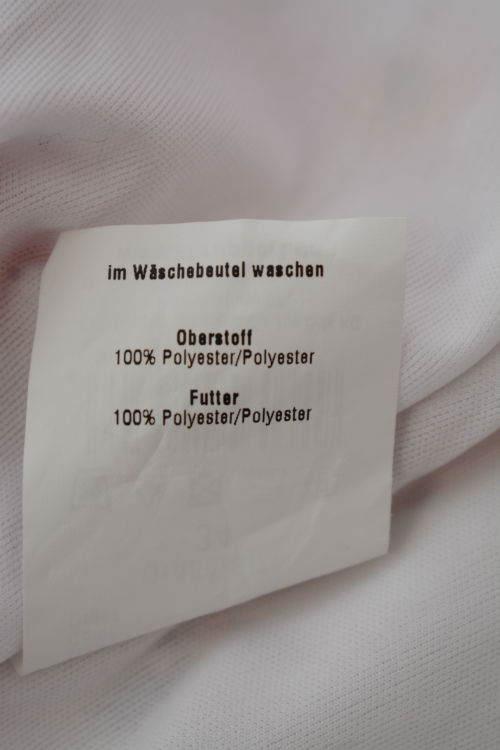 im Wäschebeutel waschen
Oberstoff
100% Polyester/Polyester
Futter
100% Polyester/Polyester